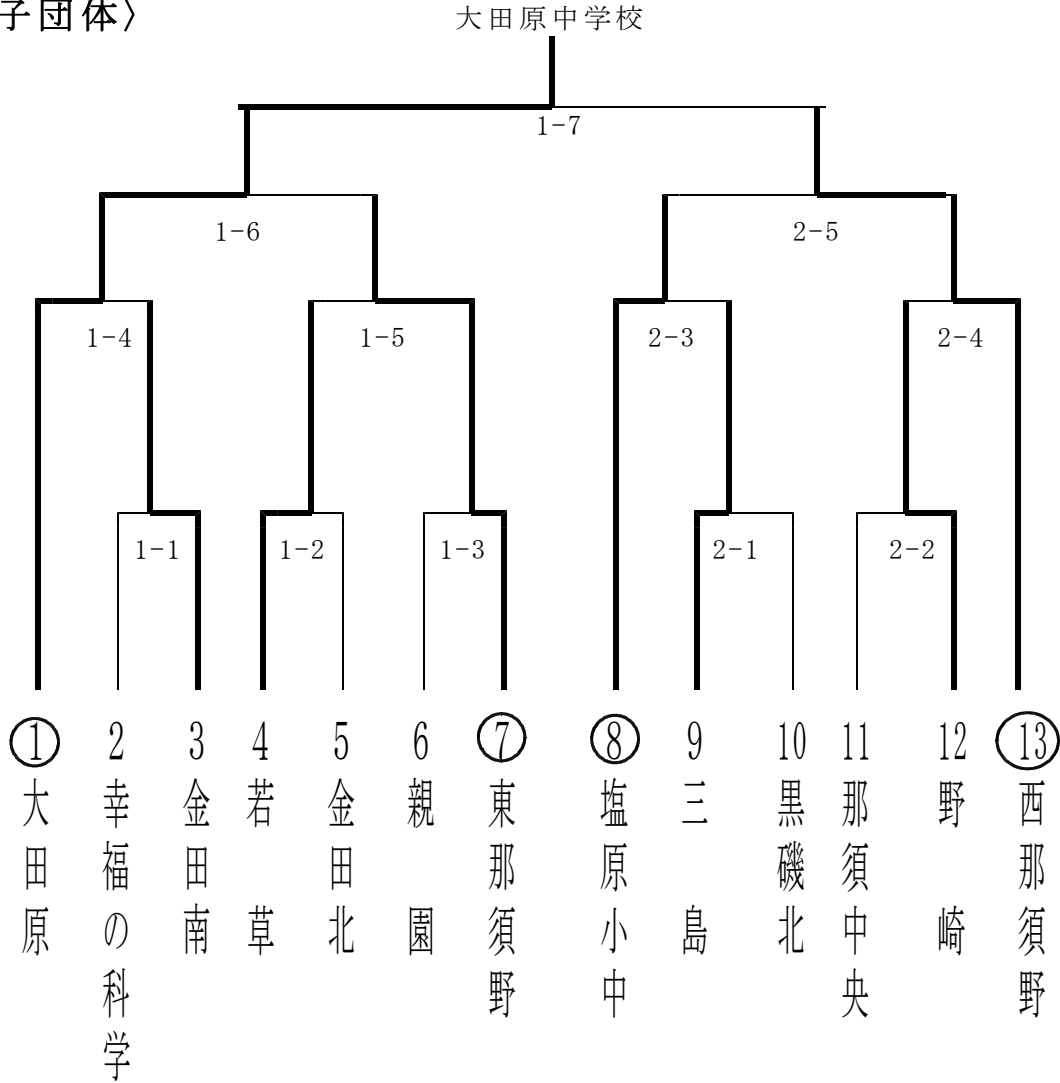 子団体〉
大田原中学校
1-7
1-6
2-5
1-4
1-5
2-3
2-4
1-1
1-2
1-3
2-1
2-2
① 2 3 4 5 6 ⑦ ⑧ 9 10 11 12 ⑬
大田原
幸福の科学
金田南
若草
金田北
親園
東那須野
塩原小中
三島
黒磯北
那須中央
野崎
西那須野